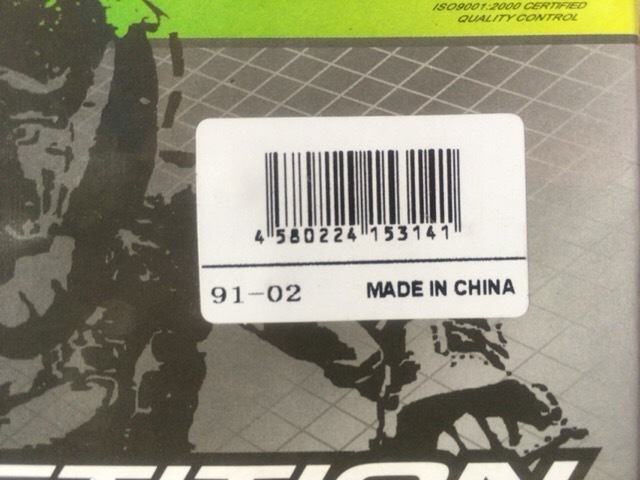 ISO9001:2000 CERTIFIED
QUALITY CONTROL
4 580224 153141
91-02 MADE IN CHINA